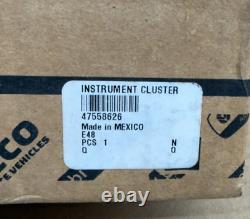 INSTRUMENT CLUSTER
47558626
Made in MEXICO
E48
PCS 1 N
Q O
CO
VEHICLES